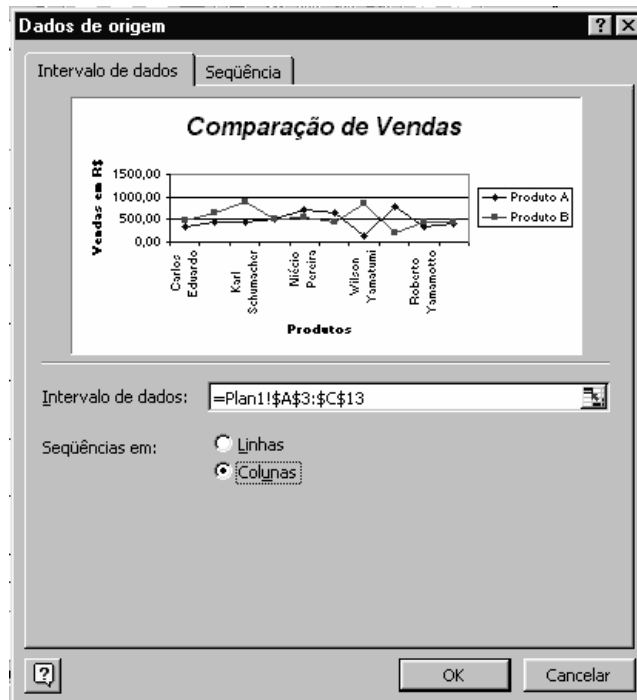 Dados de origem
Intervalo de dados
Seqüência
Comparação de Vendas
Vendas em R$
1500,00
1000,00
500,00
0,00
Produto A
Produto B
Carlos
Eduardo
Karl
Schumacher
Niécio
Pereira
Wilson
Yamatumi
Roberto
Yamamotto
Produtos
Intervalo de dados:
=Plan1!$A$3:$C$13
Seqüências em:
Linhas
Colunas
OK
Cancelar